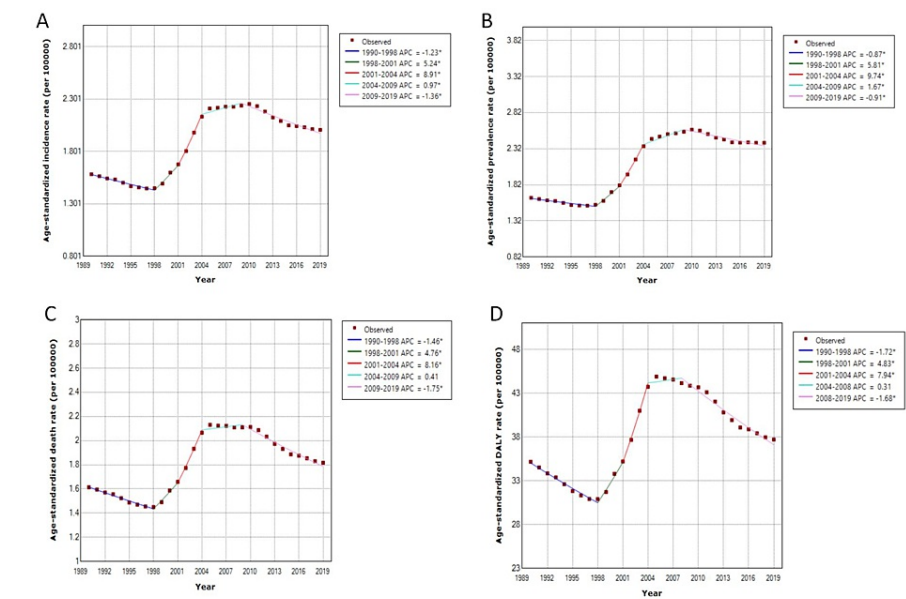 A
Age-standardized incidence rate (per 100000)
2.801
2.301
1.801
1.301
0.801
1989 1992 1995 1998 2001 2004 2007 2010 2013 2016 2019
Year
Observed
1990-1998 APC = -1.23*
1998-2001 APC = 5.24*
2001-2004 APC = 8.91*
2004-2009 APC = 0.97*
2009-2019 APC = -1.36*
B
Age-standardized prevalence rate (per 100000)
3.82
3.32
2.82
2.32
1.82
1.32
0.82
1989 1992 1995 1998 2001 2004 2007 2010 2013 2016 2019
Year
Observed
1990-1998 APC = -0.87*
1998-2001 APC = 5.81*
2001-2004 APC = 9.74*
2004-2009 APC = 1.67*
2009-2019 APC = -0.91*
C
Age-standardized death rate (per 100000)
3
2.8
2.6
2.4
2.2
2
1.8
1.6
1.4
1.2
1
1989 1992 1995 1998 2001 2004 2007 2010 2013 2016 2019
Year
Observed
1990-1998 APC = -1.46*
1998-2001 APC = 4.76*
2001-2004 APC = 8.16*
2004-2009 APC = 0.41
2009-2019 APC = -1.75*
D
Age-standardized DALY rate (per 100000)
48
43
38
33
28
23
1989 1992 1995 1998 2001 2004 2007 2010 2013 2016 2019
Year
Observed
1990-1998 APC = -1.72*
1998-2001 APC = 4.83*
2001-2004 APC = 7.94*
2004-2008 APC = 0.31
2008-2019 APC = -1.68*